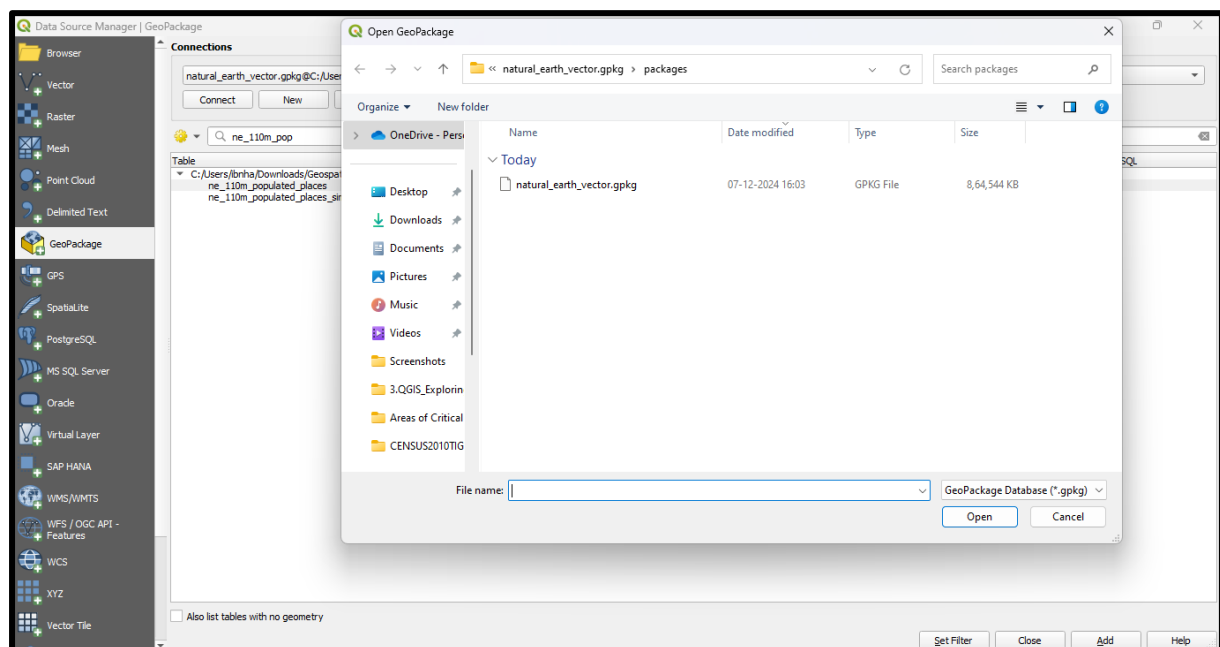 Data Source Manager | GeoPackage
Browser
Vector
Raster
Mesh
Point Cloud
Delimited Text
GeoPackage
GPS
SpatiaLite
PostgreSQL
MS SQL Server
Oracle
Virtual Layer
SAP HANA
WMS/WMTS
WFS / OGC API -
Features
WCS
XYZ
Vector Tile
Connections
natural_earth_vector.gpkg@C:/User
Connect New
ne_110m_pop
Table SQL
C:/Users/ibnha/Downloads/Geospat
ne_110m_populated_places
ne_110m_populated_places_sin
Open GeoPackage
« natural_earth_vector.gpkg › packages
Search packages
Organize New folder
OneDrive - Perso
Desktop
Downloads
Documents
Pictures
Music
Videos
Screenshots
3.QGIS_Explorin
Areas of Critical
CENSUS2010TIG
Name Date modified Type Size
Today
natural_earth_vector.gpkg 07-12-2024 16:03 GPKG File 8,64,544 KB
File name: GeoPackage Database (*.gpkg)
Open Cancel
Also list tables with no geometry
Set Filter Close Add Help